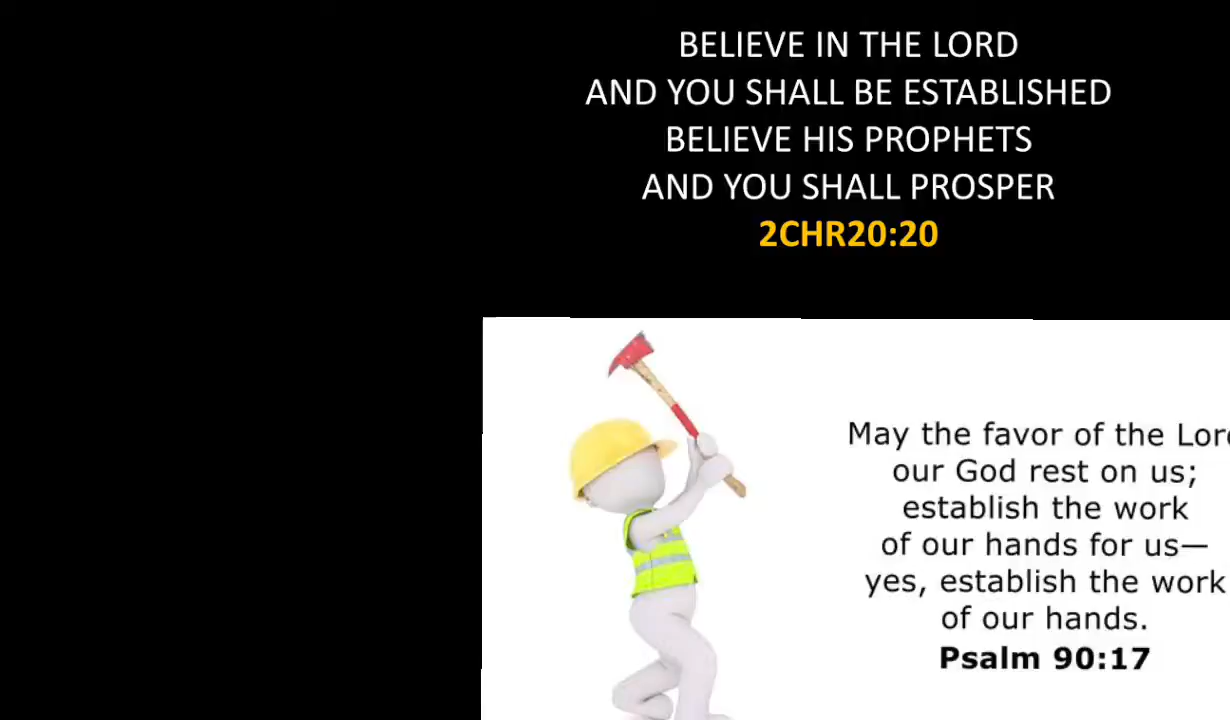 BELIEVE IN THE LORD
AND YOU SHALL BE ESTABLISHED
BELIEVE HIS PROPHETS
AND YOU SHALL PROSPER
2CHR20:20
May the favor of the Lord
our God rest on us;
establish the work
of our hands for us—
yes, establish the work
of our hands.
Psalm 90:17